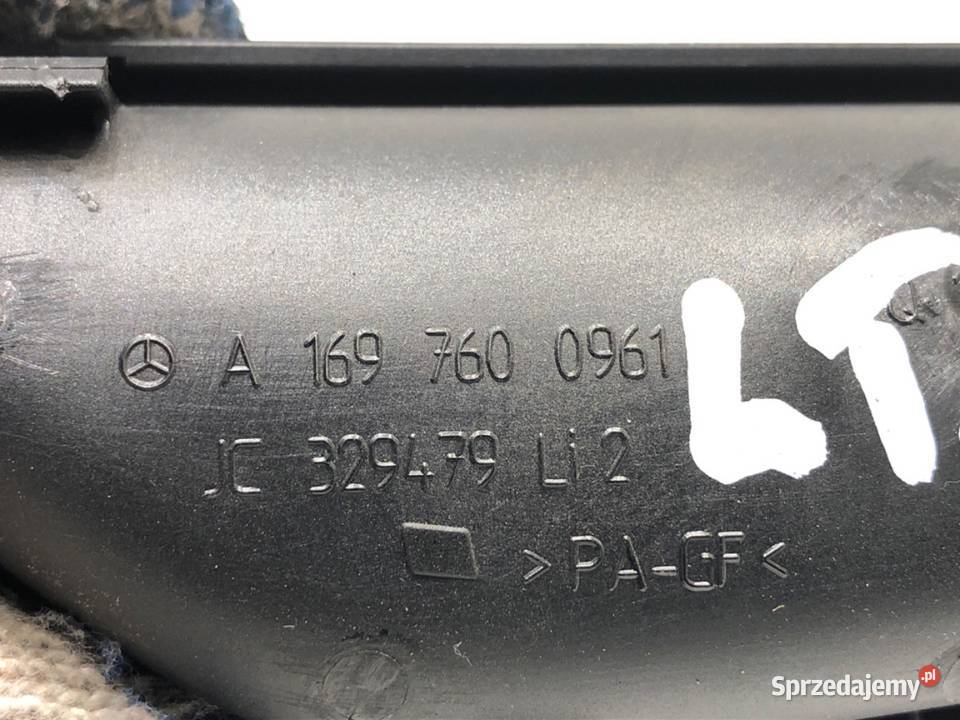 A 169 760 0961
JC 329479 Li 2
>PA-GF<
LT
Sprzedajemy.pl